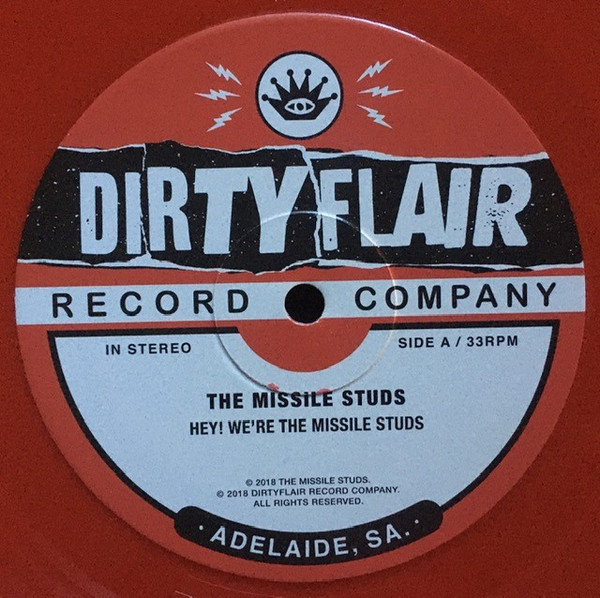 DIRTYFLAIR
RECORD COMPANY
IN STEREO
SIDE A / 33RPM
THE MISSILE STUDS
HEY! WE'RE THE MISSILE STUDS
© 2018 THE MISSILE STUDS.
© 2018 DIRTYFLAIR RECORD COMPANY.
ALL RIGHTS RESERVED.
· ADELAIDE, SA. ·